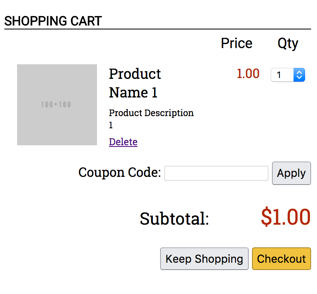 SHOPPING CART
Price Qty
Product 1.00 1
Name 1
100×100
Product Description
1
Delete
Coupon Code: Apply
Subtotal: $1.00
Keep Shopping Checkout